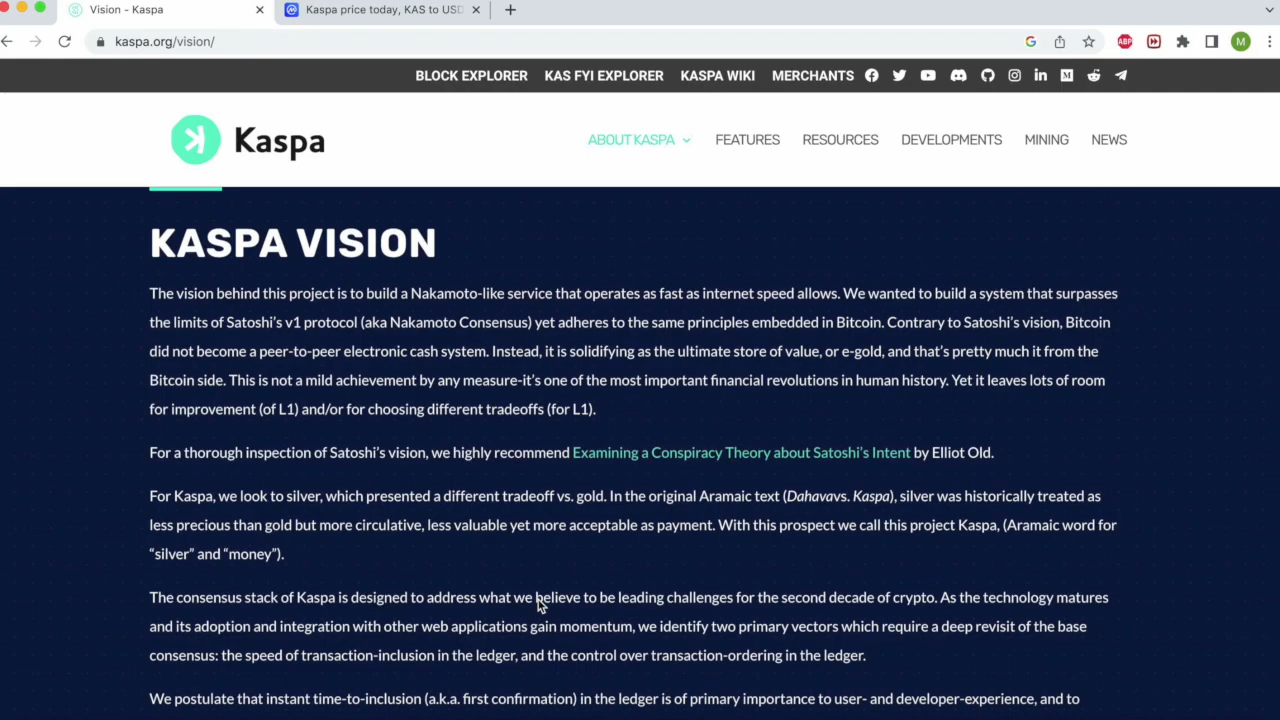 Vision - Kaspa
Kaspa price today, KAS to USD
kaspa.org/vision/
ABP
M
BLOCK EXPLORER KAS FYI EXPLORER KASPA WIKI MERCHANTS
Kaspa
ABOUT KASPA FEATURES RESOURCES DEVELOPMENTS MINING NEWS
KASPA VISION
The vision behind this project is to build a Nakamoto-like service that operates as fast as internet speed allows. We wanted to build a system that surpasses
the limits of Satoshi's v1 protocol (aka Nakamoto Consensus) yet adheres to the same principles embedded in Bitcoin. Contrary to Satoshi's vision, Bitcoin
did not become a peer-to-peer electronic cash system. Instead, it is solidifying as the ultimate store of value, or e-gold, and that's pretty much it from the
Bitcoin side. This is not a mild achievement by any measure-it's one of the most important financial revolutions in human history. Yet it leaves lots of room
for improvement (of L1) and/or for choosing different tradeoffs (for L1).
For a thorough inspection of Satoshi's vision, we highly recommend Examining a Conspiracy Theory about Satoshi's Intent by Elliot Old.
For Kaspa, we look to silver, which presented a different tradeoff vs. gold. In the original Aramaic text (Dahavavs. Kaspa), silver was historically treated as
less precious than gold but more circulative, less valuable yet more acceptable as payment. With this prospect we call this project Kaspa, (Aramaic word for
“silver” and “money”).
The consensus stack of Kaspa is designed to address what we believe to be leading challenges for the second decade of crypto. As the technology matures
and its adoption and integration with other web applications gain momentum, we identify two primary vectors which require a deep revisit of the base
consensus: the speed of transaction-inclusion in the ledger, and the control over transaction-ordering in the ledger.
We postulate that instant time-to-inclusion (a.k.a. first confirmation) in the ledger is of primary importance to user- and developer-experience, and to